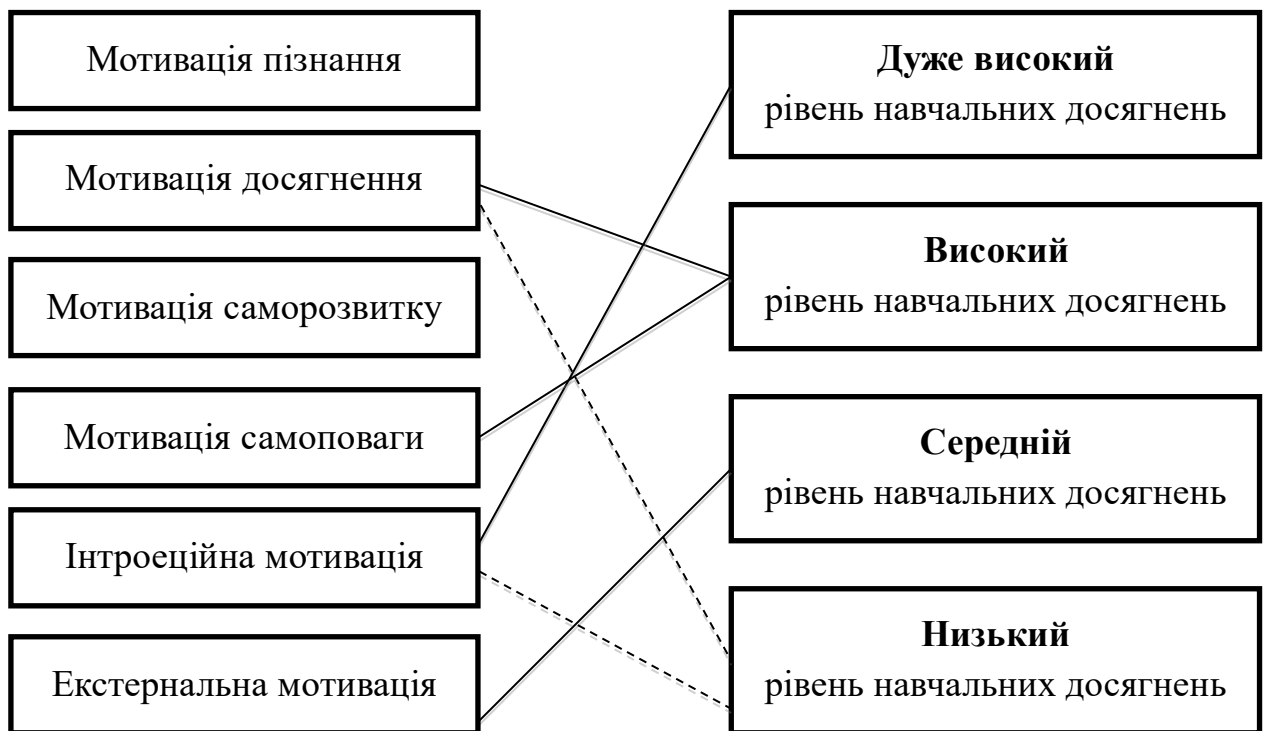 Мотивація пізнання
Мотивація досягнення
Мотивація саморозвитку
Мотивація самоповаги
Інтроеційна мотивація
Екстернальна мотивація
Дуже високий
рівень навчальних досягнень
Високий
рівень навчальних досягнень
Середній
рівень навчальних досягнень
Низький
рівень навчальних досягнень